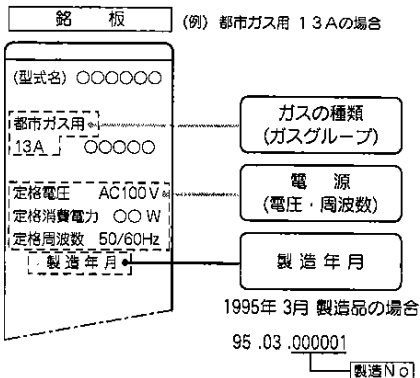 銘板
(例) 都市ガス用 13Aの場合
(型式名) ○○○○○○
都市ガス用
13A ○○○○○
定格電圧 AC100V
定格消費電力 ○○W
定格周波数 50/60Hz
製造年月
ガスの種類
(ガスグループ)
電源
(電圧・周波数)
製造年月
1995年 3月 製造品の場合
95.03.000001
製造No